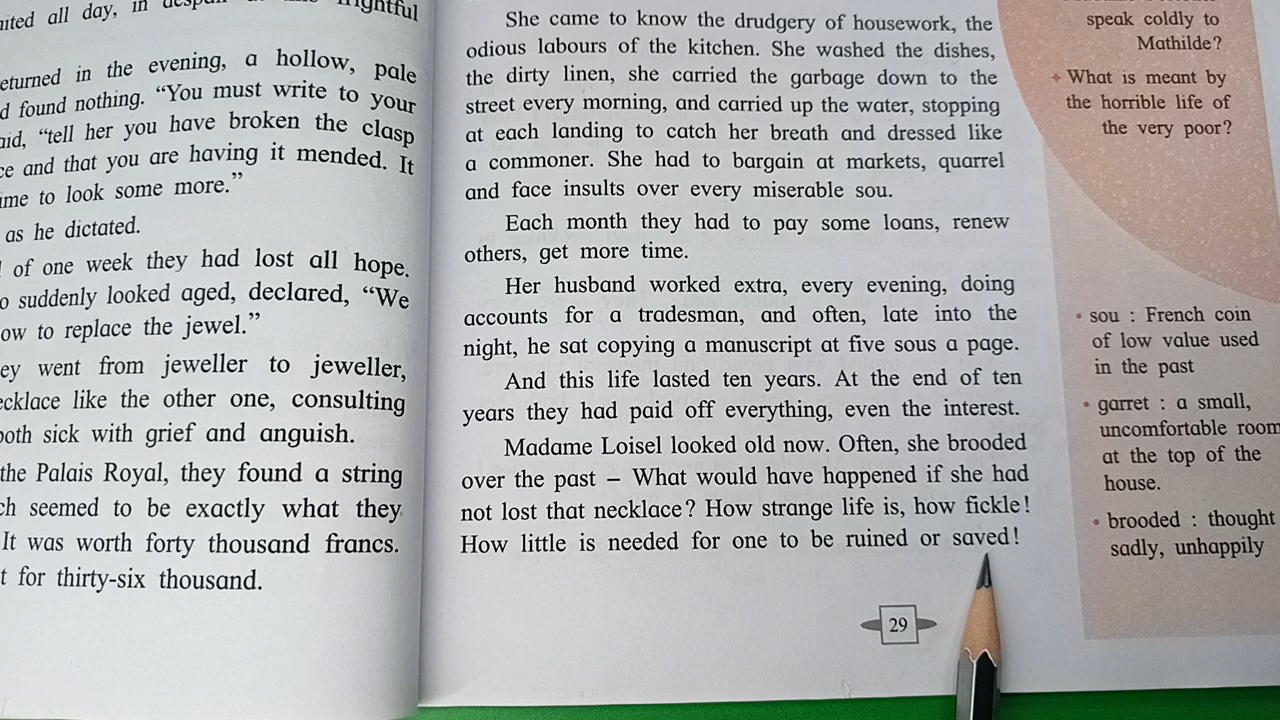 all day, in
returned in the evening, a hollow, pale
found nothing. “You must write to your
“tell her you have broken the clasp
and that you are having it mended. It
to look some more.”
as he dictated.
of one week they had lost all hope.
suddenly looked aged, declared, “We
to replace the jewel.”
went from jeweller to jeweller,
like the other one, consulting
both sick with grief and anguish.
the Palais Royal, they found a string
seemed to be exactly what they
It was worth forty thousand francs.
for thirty-six thousand.
She came to know the drudgery of housework, the
odious labours of the kitchen. She washed the dishes,
the dirty linen, she carried the garbage down to the
street every morning, and carried up the water, stopping
at each landing to catch her breath and dressed like
a commoner. She had to bargain at markets, quarrel
and face insults over every miserable sou.
Each month they had to pay some loans, renew
others, get more time.
Her husband worked extra, every evening, doing
accounts for a tradesman, and often, late into the
night, he sat copying a manuscript at five sous a page.
And this life lasted ten years. At the end of ten
years they had paid off everything, even the interest.
Madame Loisel looked old now. Often, she brooded
over the past – What would have happened if she had
not lost that necklace? How strange life is, how fickle!
How little is needed for one to be ruined or saved!
29
speak coldly to
Mathilde?
What is meant by
the horrible life of
the very poor?
• sou : French coin
of low value used
in the past
• garret : a small,
uncomfortable room
at the top of the
house.
• brooded : thought
sadly, unhappily